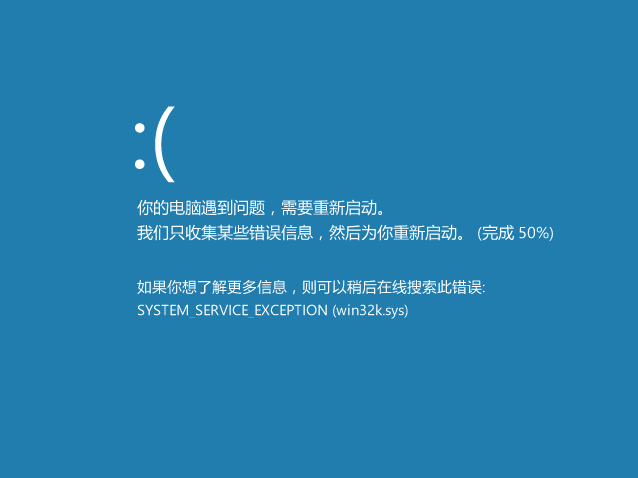 :(
你的电脑遇到问题，需要重新启动。
我们只收集某些错误信息，然后为你重新启动。 (完成 50%)
如果你想了解更多信息，则可以稍后在线搜索此错误:
SYSTEM_SERVICE_EXCEPTION (win32k.sys)